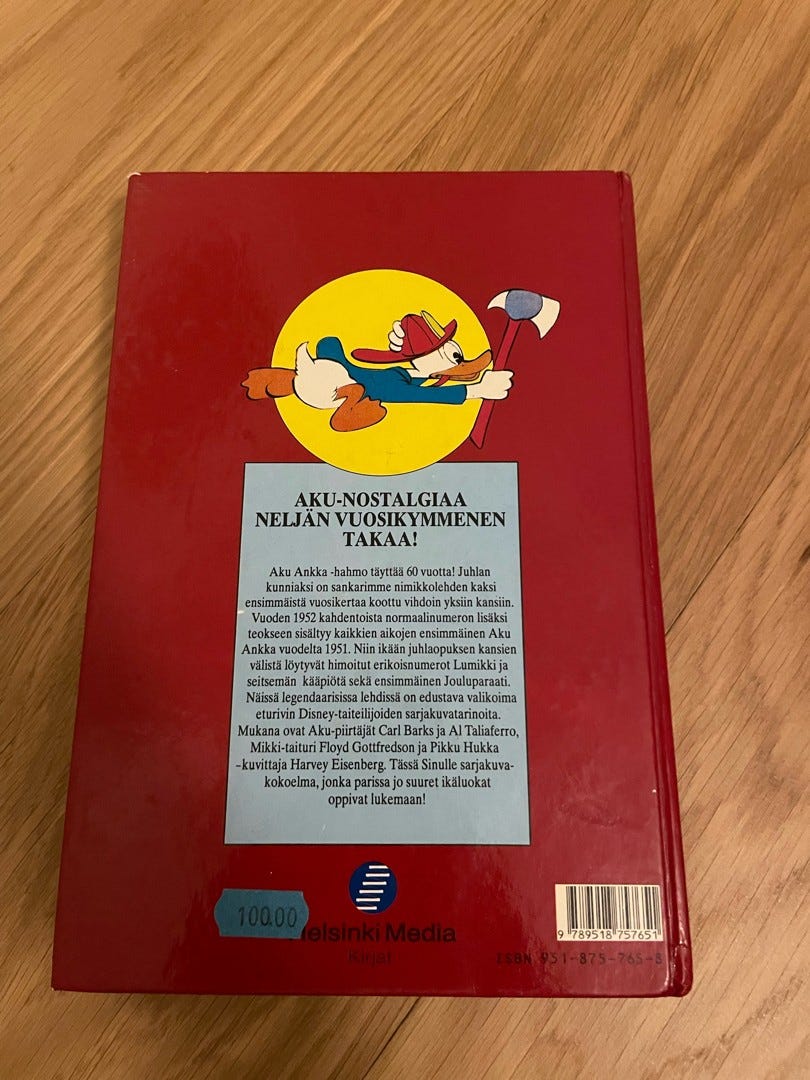 AKU-NOSTALGIAA
NELJÄN VUOSIKYMMENEN
TAKAA!
Aku Ankka -hahmo täyttää 60 vuotta! Juhlan
kunniaksi on sankarimme nimikkolehden kaksi
ensimmäistä vuosikertaa koottu vihdoin yksiin kansiin.
Vuoden 1952 kahdentoista normaalinumeron lisäksi
teokseen sisältyy kaikkien aikojen ensimmäinen Aku
Ankka vuodelta 1951. Niin ikään juhlaopuksen kansien
välistä löytyvät himoitut erikoisnumerot Lumikki ja
seitsemän kääpiötä sekä ensimmäinen Jouluparaati.
Näissä legendaarisissa lehdissä on edustava valikoima
eturivin Disney-taiteilijoiden sarjakuvatarinoita.
Mukana ovat Aku-piirtäjät Carl Barks ja Al Taliaferro,
Mikki-taituri Floyd Gottfredson ja Pikku Hukka
-kuvittaja Harvey Eisenberg. Tässä Sinulle sarjakuva-
kokoelma, jonka parissa jo suuret ikäluokat
oppivat lukemaan!
100.00
Helsinki Media
Kirjat
9 789518 757651
ISBN 951-875-765-8